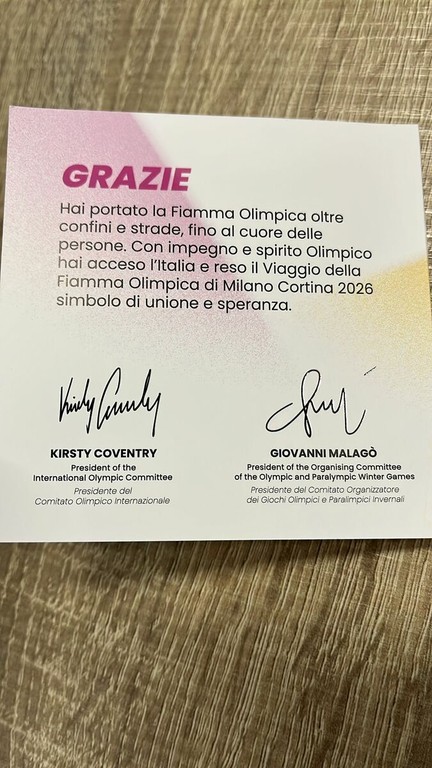 GRAZIE
Hai portato la Fiamma Olimpica oltre
confini e strade, fino al cuore delle
persone. Con impegno e spirito Olimpico
hai acceso l'Italia e reso il Viaggio della
Fiamma Olimpica di Milano Cortina 2026
simbolo di unione e speranza.
KIRSTY COVENTRY
President of the
International Olympic Committee
Presidente del
Comitato Olimpico Internazionale
GIOVANNI MALAGÒ
President of the Organising Committee
of the Olympic and Paralympic Winter Games
Presidente del Comitato Organizzatore
dei Giochi Olimpici e Paralimpici Invernali